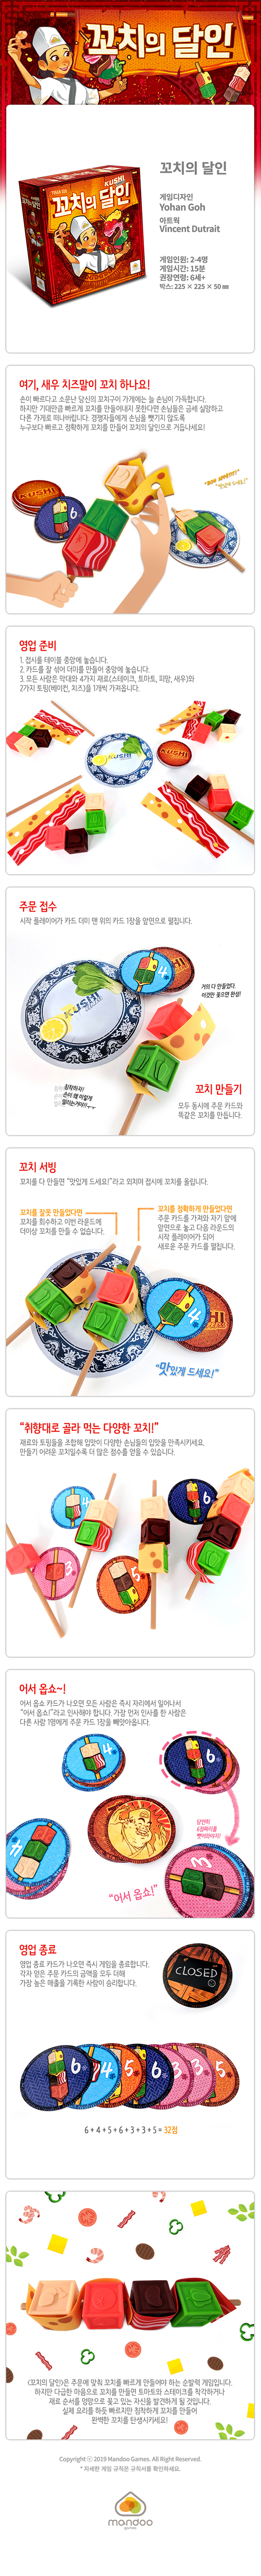 꼬치의 달인
KUSHI
꼬치의 달인
꼬치의 달인
게임디자인
Yohan Goh
아트웍
Vincent Dutrait
게임인원: 2-4명
게임시간: 15분
권장연령: 6세+
박스: 225 × 225 × 50 ㎜
여기, 새우 치즈말이 꼬치 하나요!
손이 빠르다고 소문난 당신의 꼬치구이 가게에는 늘 손님이 가득합니다.
하지만 기대만큼 빠르게 꼬치를 만들어내지 못한다면 손님들은 금세 실망하고
다른 가게로 떠나버립니다. 경쟁자들에게 손님을 뺏기지 않도록
누구보다 빠르고 정확하게 꼬치를 만들어 꼬치의 달인으로 거듭나세요!
KUSHI
6
영업 준비
1. 접시를 테이블 중앙에 놓습니다.
2. 카드를 잘 섞어 더미를 만들어 중앙에 놓습니다.
3. 모든 사람은 막대와 4가지 재료(스테이크, 토마토, 피망, 새우)와
2가지 토핑(베이컨, 치즈)을 1개씩 가져옵니다.
KUSHI
KUSHI
주문 접수
시작 플레이어가 카드 더미 맨 위의 카드 1장을 앞면으로 펼칩니다.
4
거의 다 만들었다.
이것만 꽂으면 완성!
KUSHI
침착하자!
손이 왜 이렇게
꼬치 만들기
모두 동시에 주문 카드와
똑같은 꼬치를 만듭니다.
꼬치 서빙
꼬치를 다 만들면 “맛있게 드세요!”라고 외치며 접시에 꼬치를 올립니다.
꼬치를 잘못 만들었다면
꼬치를 회수하고 이번 라운드에
더이상 꼬치를 만들 수 없습니다.
꼬치를 정확하게 만들었다면
주문 카드를 가져와 자기 앞에
앞면으로 놓고 다음 라운드의
시작 플레이어가 되어
새로운 주문 카드를 펼칩니다.
4
“맛있게 드세요!”
“취향대로 골라 먹는 다양한 꼬치!”
재료와 토핑들을 조합해 입맛이 다양한 손님들의 입맛을 만족시키세요.
만들기 어려운 꼬치일수록 더 많은 점수를 얻을 수 있습니다.
4
6
3
5
어서 옵쇼~!
어서 옵쇼 카드가 나오면 모든 사람은 즉시 자리에서 일어나서
“어서 옵쇼!”라고 인사해야 합니다. 가장 먼저 인사를 한 사람은
다른 사람 1명에게 주문 카드 1장을 빼앗아옵니다.
4
6
당연히
6점짜리를
뺏어와야지!
4
3
“어서 옵쇼!”
영업 종료
영업 종료 카드가 나오면 즉시 게임을 종료합니다.
각자 얻은 주문 카드의 금액을 모두 더해
가장 높은 매출을 기록한 사람이 승리합니다.
CLOSED
6 4 5 6 3 3 5
6 + 4 + 5 + 6 + 3 + 3 + 5 = 32점
<꼬치의 달인>은 주문에 맞춰 꼬치를 빠르게 만들어야 하는 순발력 게임입니다.
하지만 다급한 마음으로 꼬치를 만들면 토마토와 스테이크를 착각하거나
재료 순서를 엉망으로 꽂고 있는 자신을 발견하게 될 것입니다.
실제 요리를 하듯 빠르지만 침착하게 꼬치를 만들어
완벽한 꼬치를 탄생시키세요!
Copyright ⓒ 2019 Mandoo Games. All Right Reserved.
* 자세한 게임 규칙은 규칙서를 확인하세요.
mandoo
games